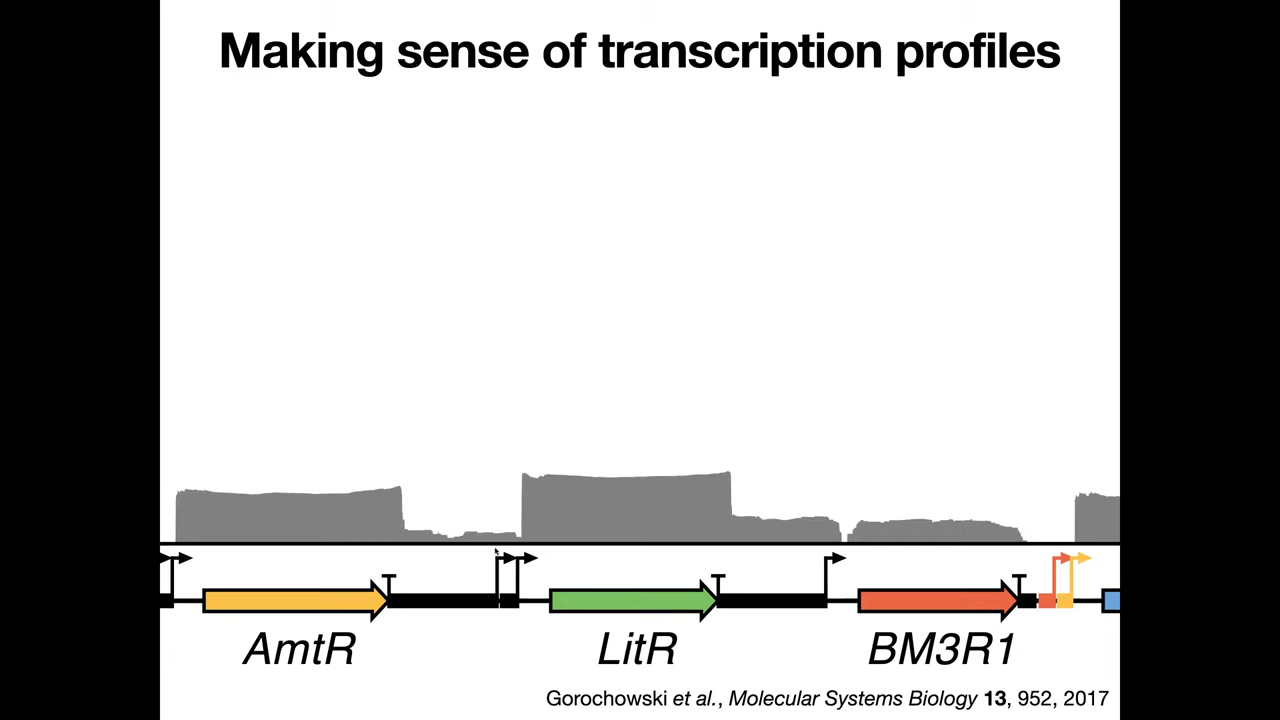 Making sense of transcription profiles
AmtR LitR BM3R1
Gorochowski et al., Molecular Systems Biology 13, 952, 2017